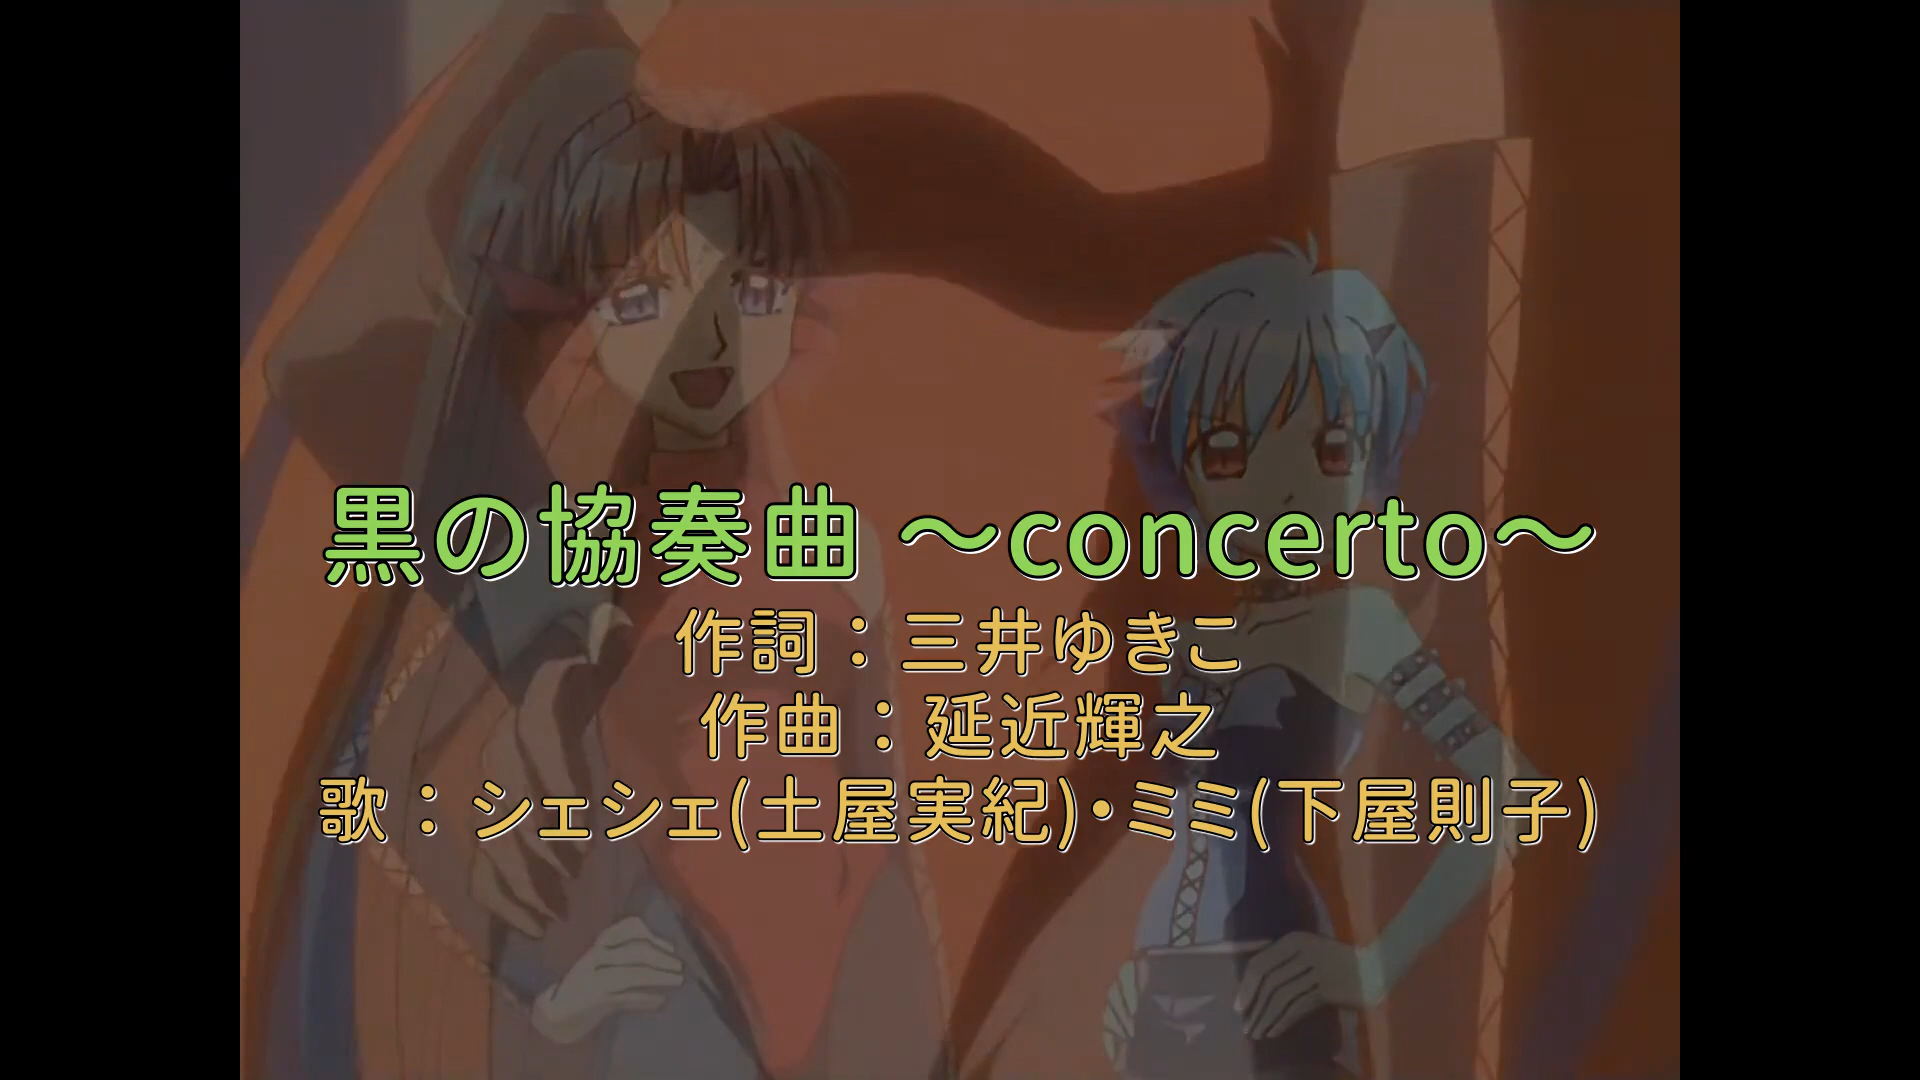 黒の協奏曲 ～concerto～
作詞：三井ゆきこ
作曲：延近輝之
歌：シェシェ(土屋実紀)・ミミ(下屋則子)